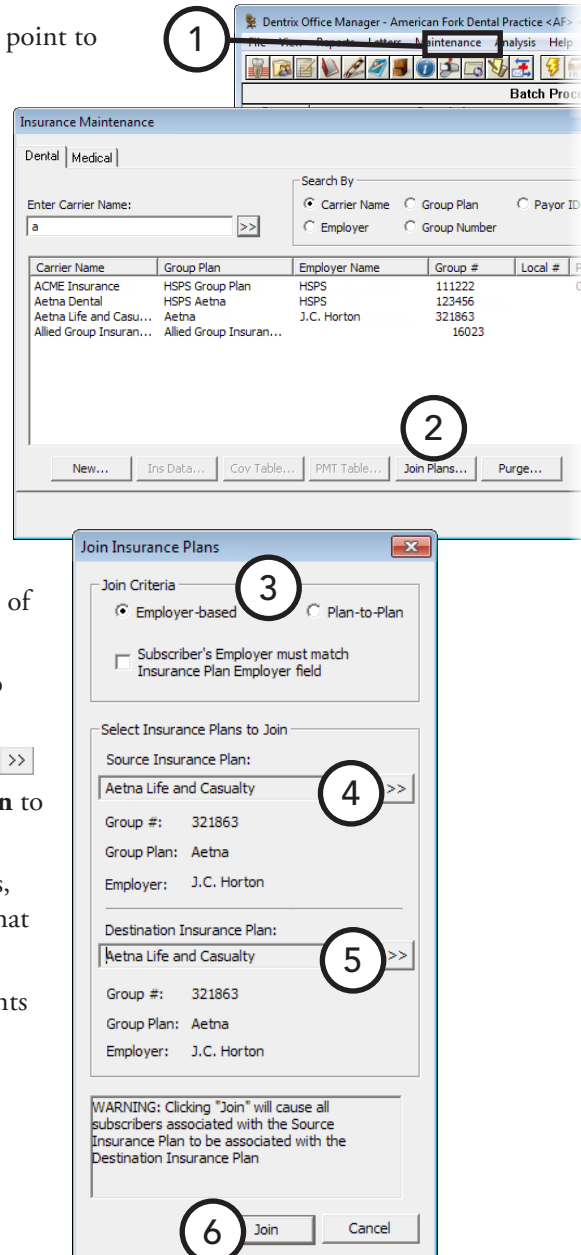 point to
1
Dentrix Office Manager - American Fork Dental Practice <AF>
File View Reports Letters Maintenance Analysis Help
Batch Proc
Insurance Maintenance
Dental Medical
Search By
Enter Carrier Name:
Carrier Name Group Plan Payor ID
a >>
Employer Group Number
Carrier Name Group Plan Employer Name Group # Local #
ACME Insurance HSPS Group Plan HSPS 111222
Aetna Dental HSPS Aetna HSPS 123456
Aetna Life and Casu... Aetna J.C. Horton 321863
Allied Group Insuran... Allied Group Insuran... 16023
2
New... Ins Data... Cov Table... PMT Table... Join Plans... Purge...
Join Insurance Plans
Join Criteria
3
of
Employer-based Plan-to-Plan
Subscriber's Employer must match
Insurance Plan Employer field
Select Insurance Plans to Join
>>
Source Insurance Plan:
Aetna Life and Casualty 4 >>
n to
Group #: 321863
Group Plan: Aetna
s,
Employer: J.C. Horton
hat
Destination Insurance Plan:
Aetna Life and Casualty 5 >>
nts
Group #: 321863
Group Plan: Aetna
Employer: J.C. Horton
WARNING: Clicking "Join" will cause all
subscribers associated with the Source
Insurance Plan to be associated with the
Destination Insurance Plan
6 Join Cancel